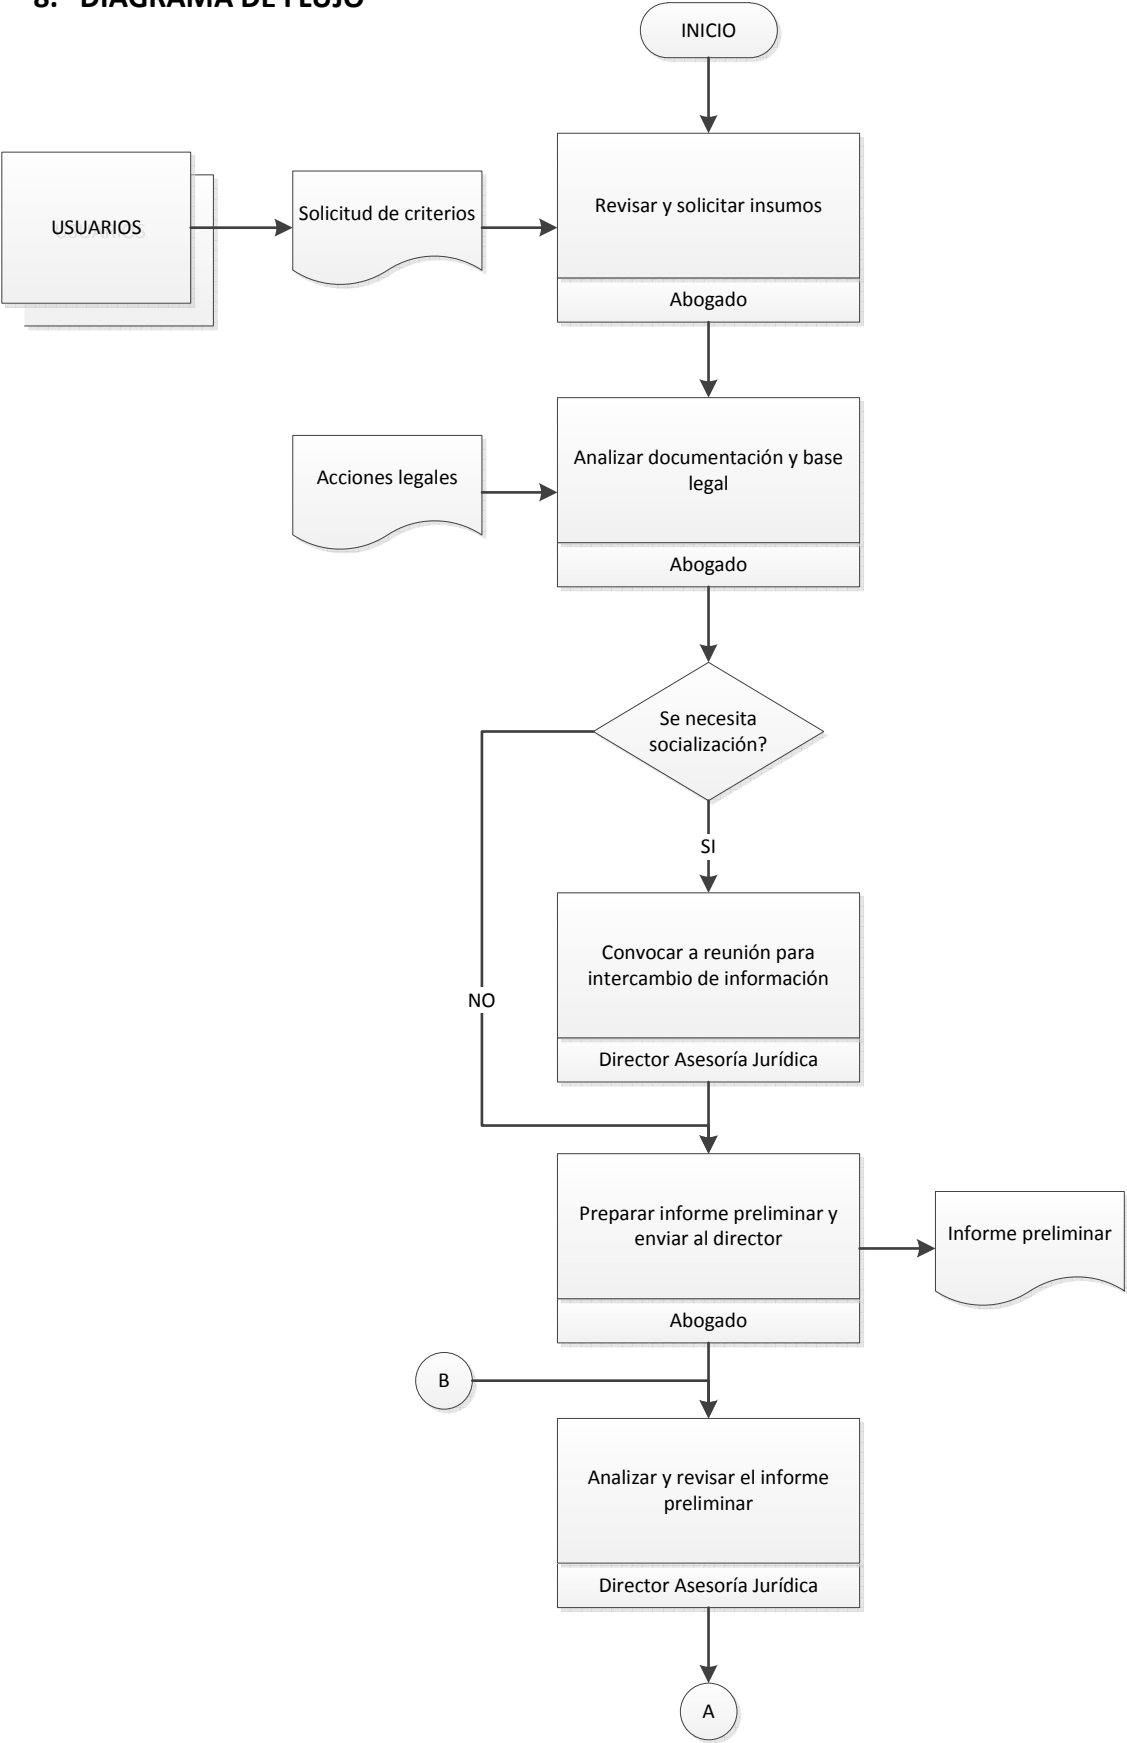 8. DIAGRAMA DE FLUJO
INICIO
USUARIOS
Solicitud de criterios
Revisar y solicitar insumos
Abogado
Acciones legales
Analizar documentación y base
legal
Abogado
Se necesita
socialización?
SI
Convocar a reunión para
intercambio de información
NO
Director Asesoría Jurídica
Preparar informe preliminar y
enviar al director
Informe preliminar
Abogado
B
Analizar y revisar el informe
preliminar
Director Asesoría Jurídica
A